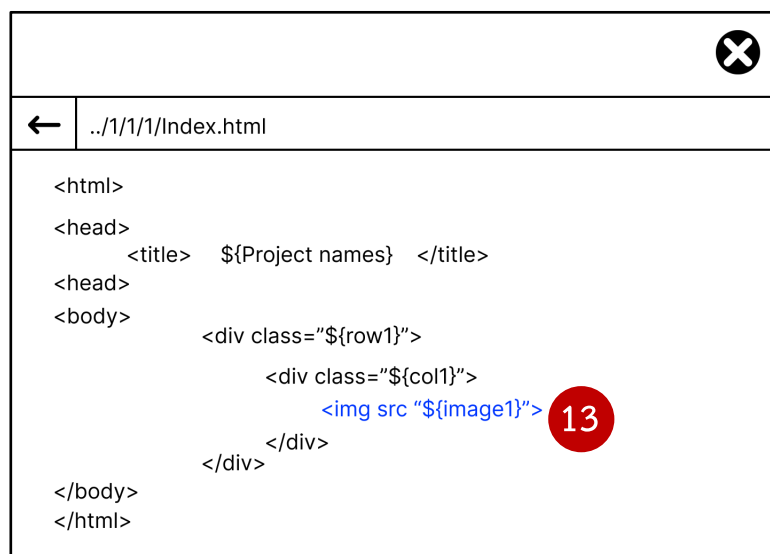 ../1/1/1/Index.html
<html>
<head>
<title> ${Project names} </title>
<head>
<body>
<div class=”${row1}”>
<div class=”${col1}”>
<img src “${image1}”> 13
</div>
</div>
</body>
</html>